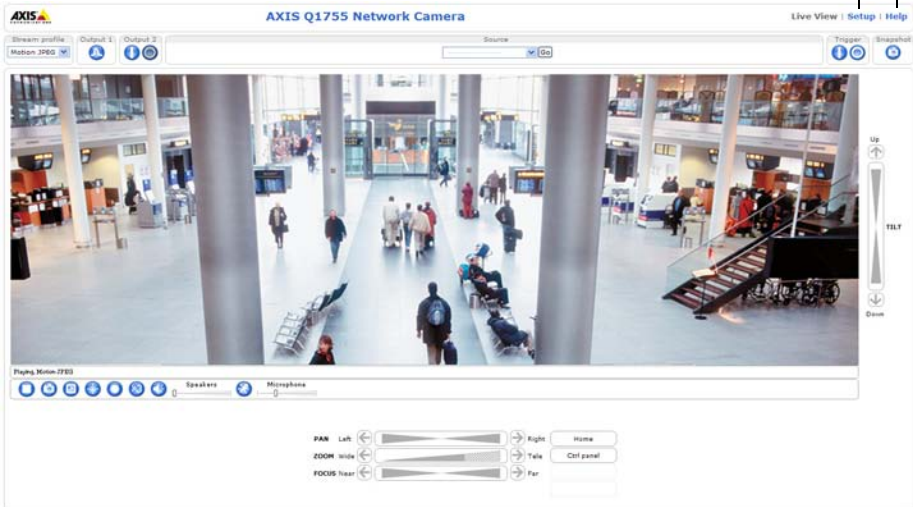 AXIS
COMMUNICATIONS
AXIS Q1755 Network Camera
Live View | Setup | Help
Stream profile
Output 1
Output 2
Source
Trigger
Snapshot
Motion JPEG
Go
Up
TILT
Down
Playing, Motion JPEG
Speakers
Microphone
PAN Left Right Home
ZOOM Wide Tele Ctrl panel
FOCUS Near Far